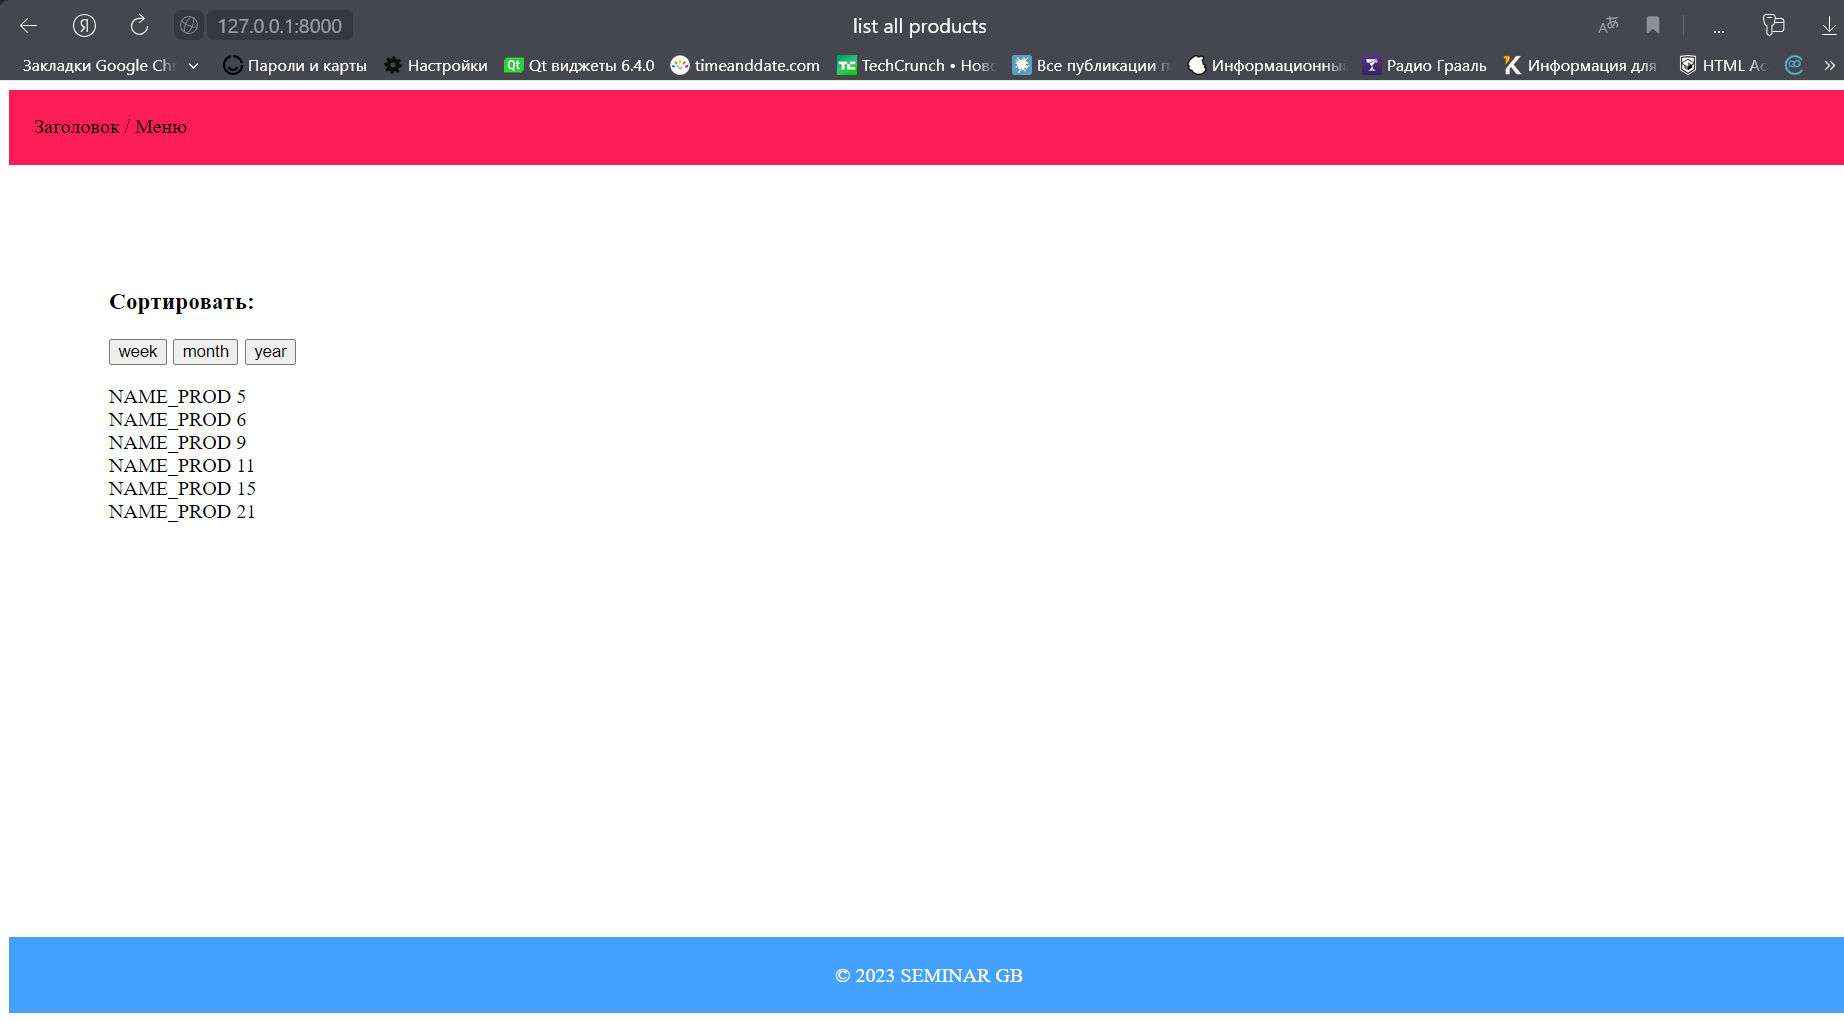 127.0.0.1:8000
list all products
...
Закладки Google Chr
Пароли и карты
Настройки
Qt виджеты 6.4.0
timeanddate.com
TechCrunch • Нов
Все публикации
Информационны
Радио Грааль
Информация для
HTML Ac
Заголовок / Меню
Сортировать:
week month year
NAME_PROD 5
NAME_PROD 6
NAME_PROD 9
NAME_PROD 11
NAME_PROD 15
NAME_PROD 21
© 2023 SEMINAR GB